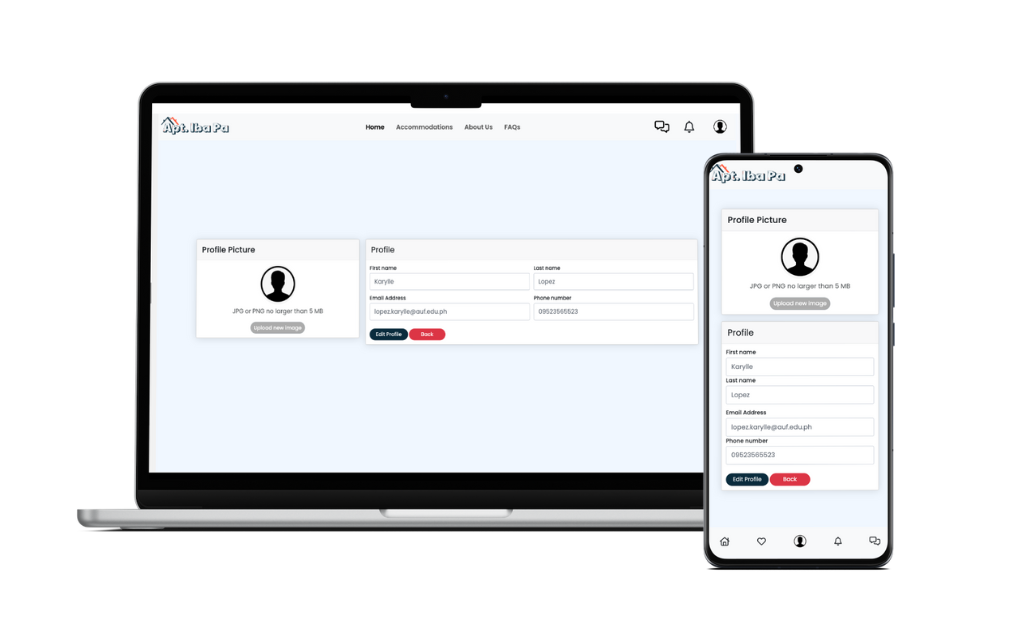 Apt. Iba Pa
Home Accommodations About Us FAQs
Profile Picture
JPG or PNG no larger than 5 MB
Upload new image
Profile
First name Last name
Karylle Lopez
Email Address Phone number
lopez.karylle@auf.edu.ph 09523565523
Edit Profile Back
Apt. Iba Pa
Profile Picture
JPG or PNG no larger than 5 MB
Upload new image
Profile
First name
Karylle
Last name
Lopez
Email Address
lopez.karylle@auf.edu.ph
Phone number
09523565523
Edit Profile Back